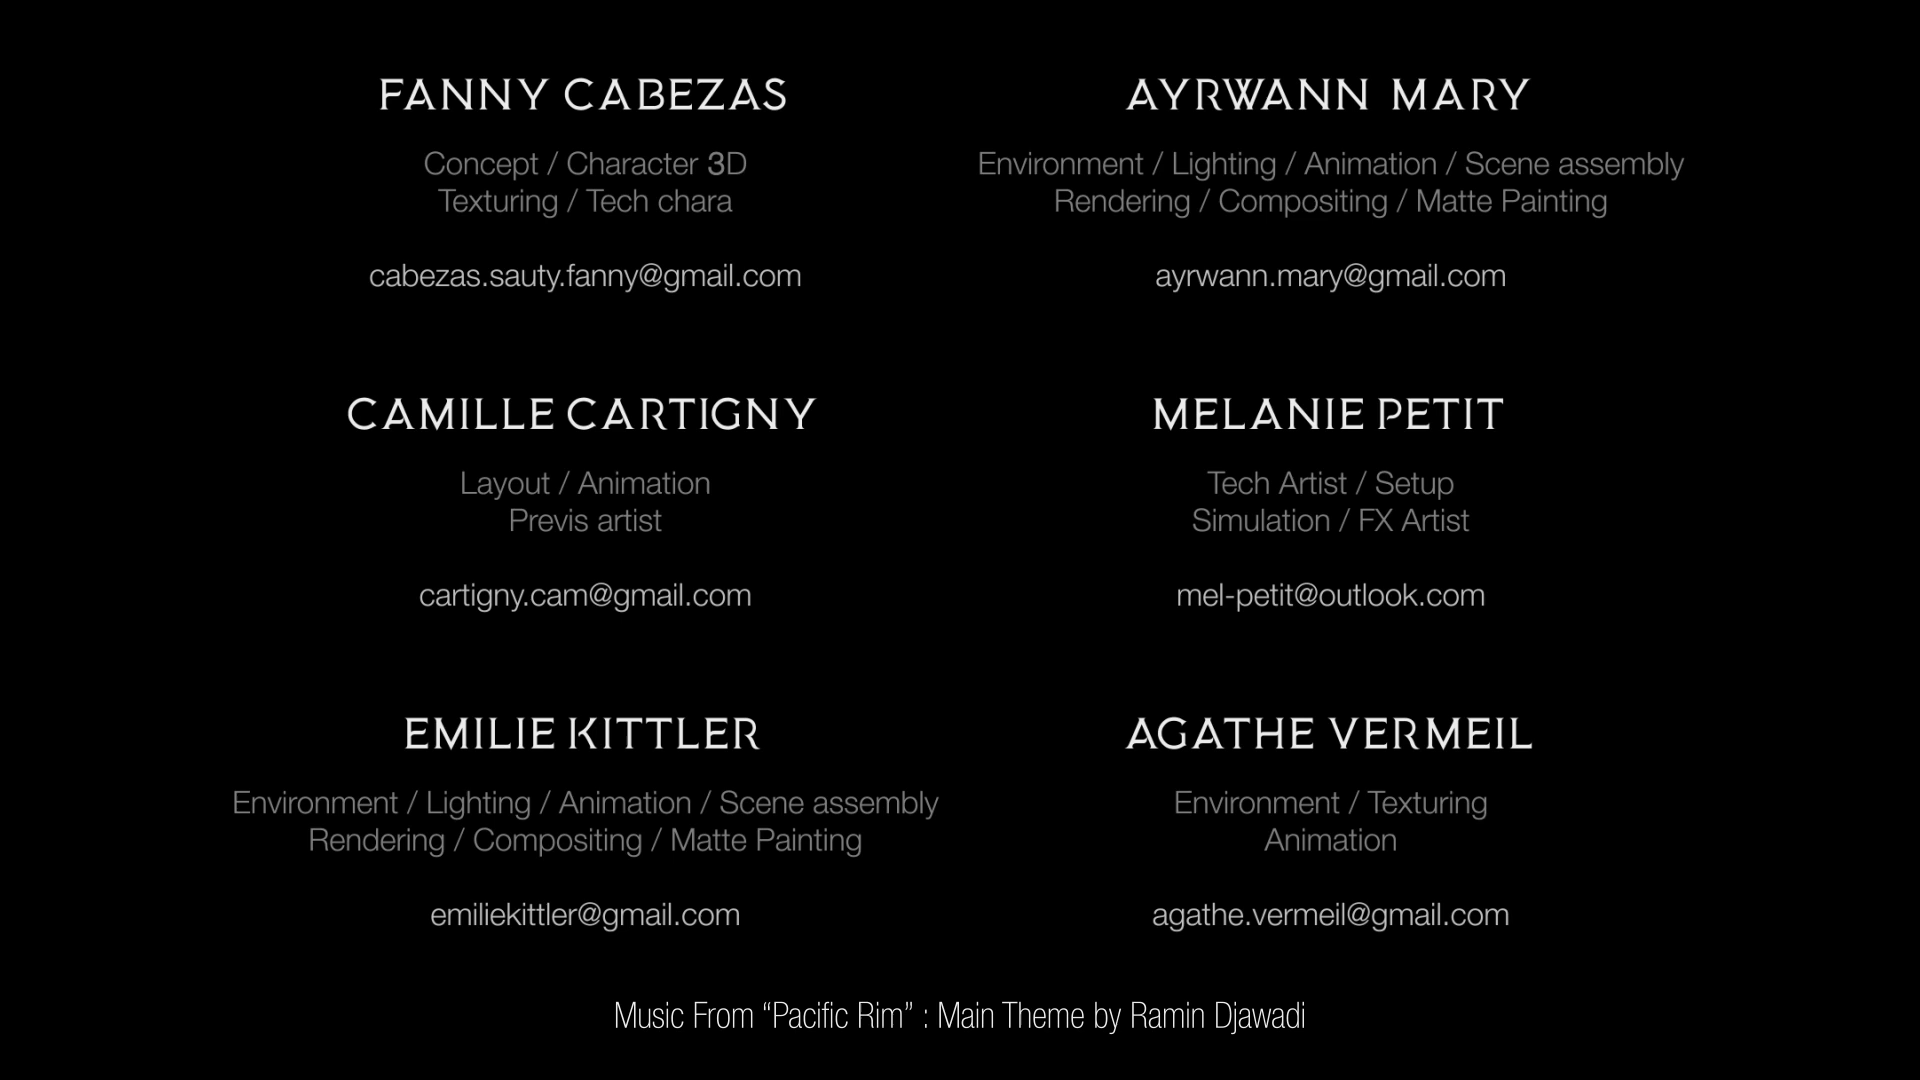 FANNY CABEZAS
Concept / Character 3D
Texturing / Tech chara
cabezas.sauty.fanny@gmail.com
AYRWANN MARY
Environment / Lighting / Animation / Scene assembly
Rendering / Compositing / Matte Painting
ayrwann.mary@gmail.com
CAMILLE CARTIGNY
Layout / Animation
Previs artist
cartigny.cam@gmail.com
MELANIE PETIT
Tech Artist / Setup
Simulation / FX Artist
mel-petit@outlook.com
EMILIE KITTLER
Environment / Lighting / Animation / Scene assembly
Rendering / Compositing / Matte Painting
emiliekittler@gmail.com
AGATHE VERMEIL
Environment / Texturing
Animation
agathe.vermeil@gmail.com
Music From “Pacific Rim” : Main Theme by Ramin Djawadi